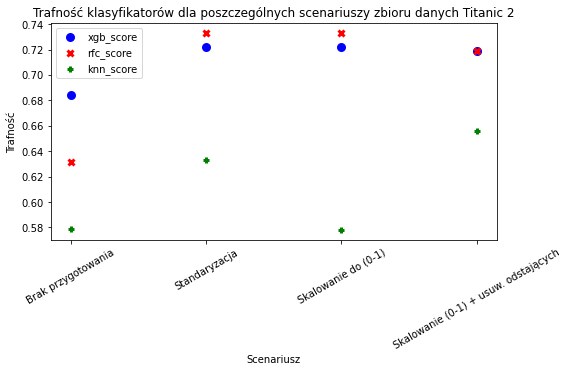 Trafność klasyfikatorów dla poszczególnych scenariuszy zbioru danych Titanic 2
xgb_score
rfc_score
knn_score
Trafność
0.74
0.72
0.70
0.68
0.66
0.64
0.62
0.60
0.58
Brak przygotowania
Standaryzacja
Skalowanie do (0-1)
Skalowanie (0-1) + usuw. odstających
Scenariusz